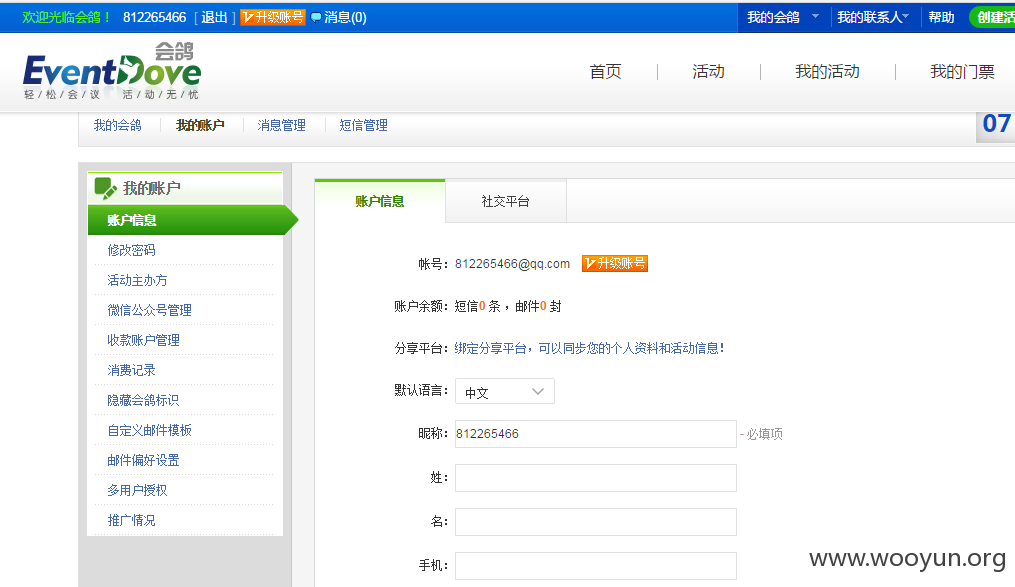 欢迎光临会鸽！ 812265466 [ 退出 ] V升级账号 消息(0) 我的会鸽 我的联系人 帮助 创建活
会鸽
EventDove
轻/松/会/议 活/动/无/忧
首页 活动 我的活动 我的门票
我的会鸽 我的账户 消息管理 短信管理 07
我的账户
账户信息
修改密码
活动主办方
微信公众号管理
收款账户管理
消费记录
隐藏会鸽标识
自定义邮件模板
邮件偏好设置
多用户授权
推广情况
账户信息 社交平台
帐号：812265466@qq.com V升级账号
账户余额：短信0 条 ，邮件0 封
分享平台：绑定分享平台，可以同步您的个人资料和活动信息！
默认语言：中文
昵称：812265466 - 必填项
姓：
名：
手机：
www.wooyun.org